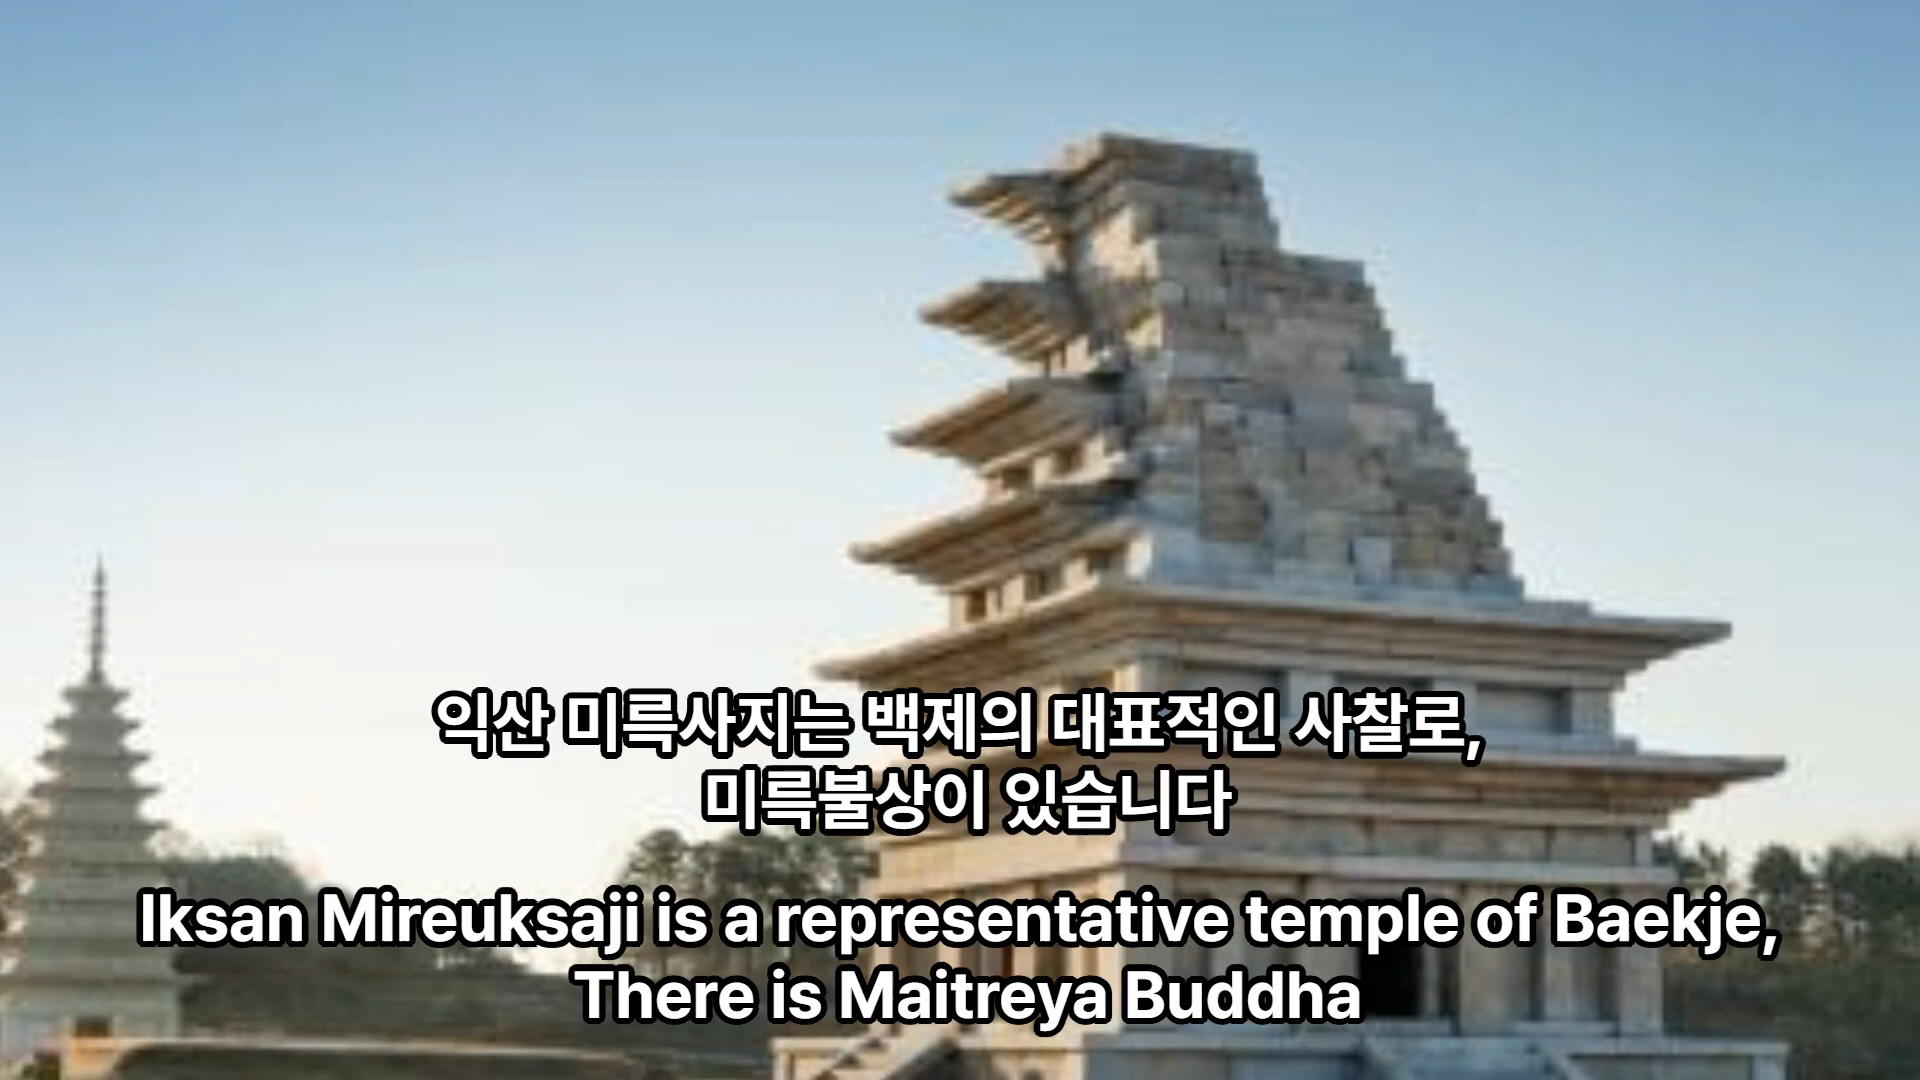 익산 미륵사지는 백제의 대표적인 사찰로,
미륵불상이 있습니다
Iksan Mireuksaji is a representative temple of Baekje,
There is Maitreya Buddha